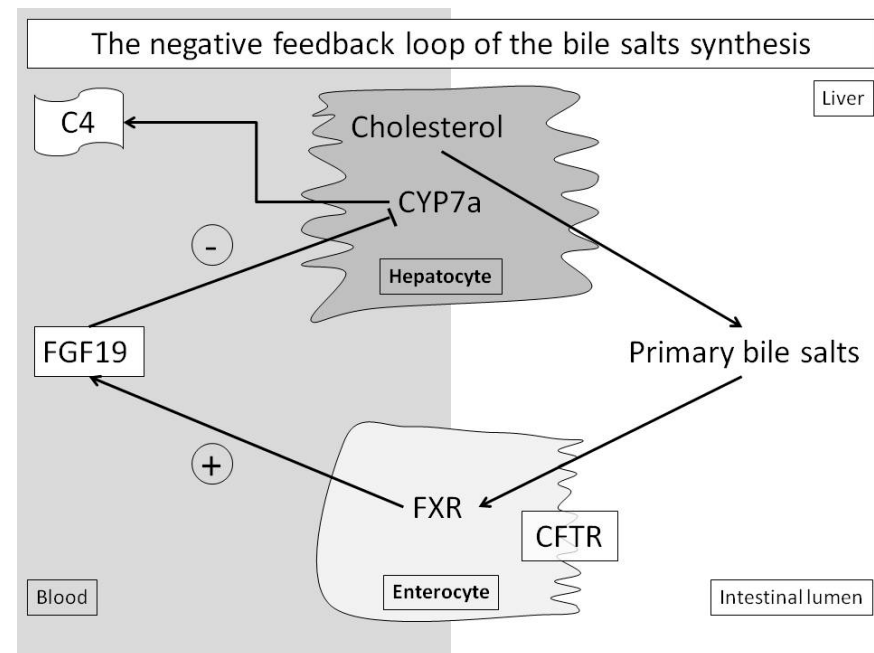 The negative feedback loop of the bile salts synthesis
Liver
C4
Cholesterol
CYP7a
-
Hepatocyte
FGF19
Primary bile salts
+
FXR
CFTR
Enterocyte
Blood
Intestinal lumen